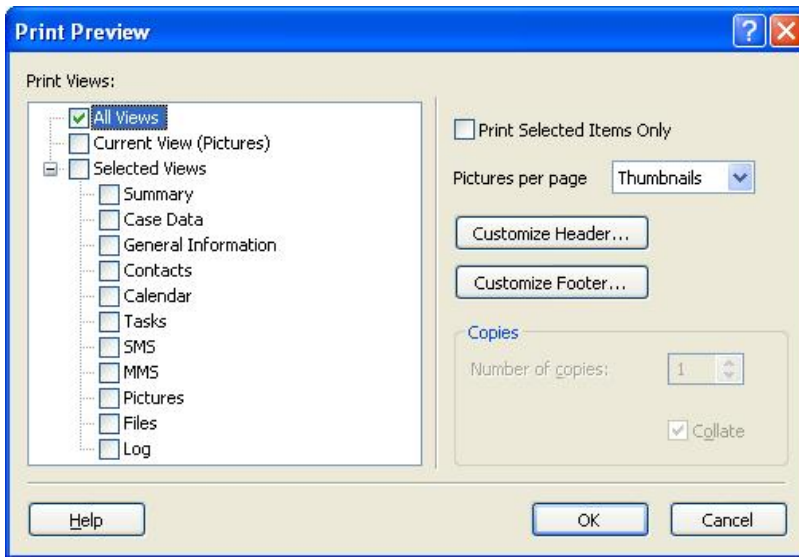 Print Preview
Print Views:
All Views
Current View (Pictures)
Selected Views
Summary
Case Data
General Information
Contacts
Calendar
Tasks
SMS
MMS
Pictures
Files
Log
Print Selected Items Only
Pictures per page Thumbnails
Customize Header...
Customize Footer...
Copies
Number of copies: 1
Collate
Help OK Cancel